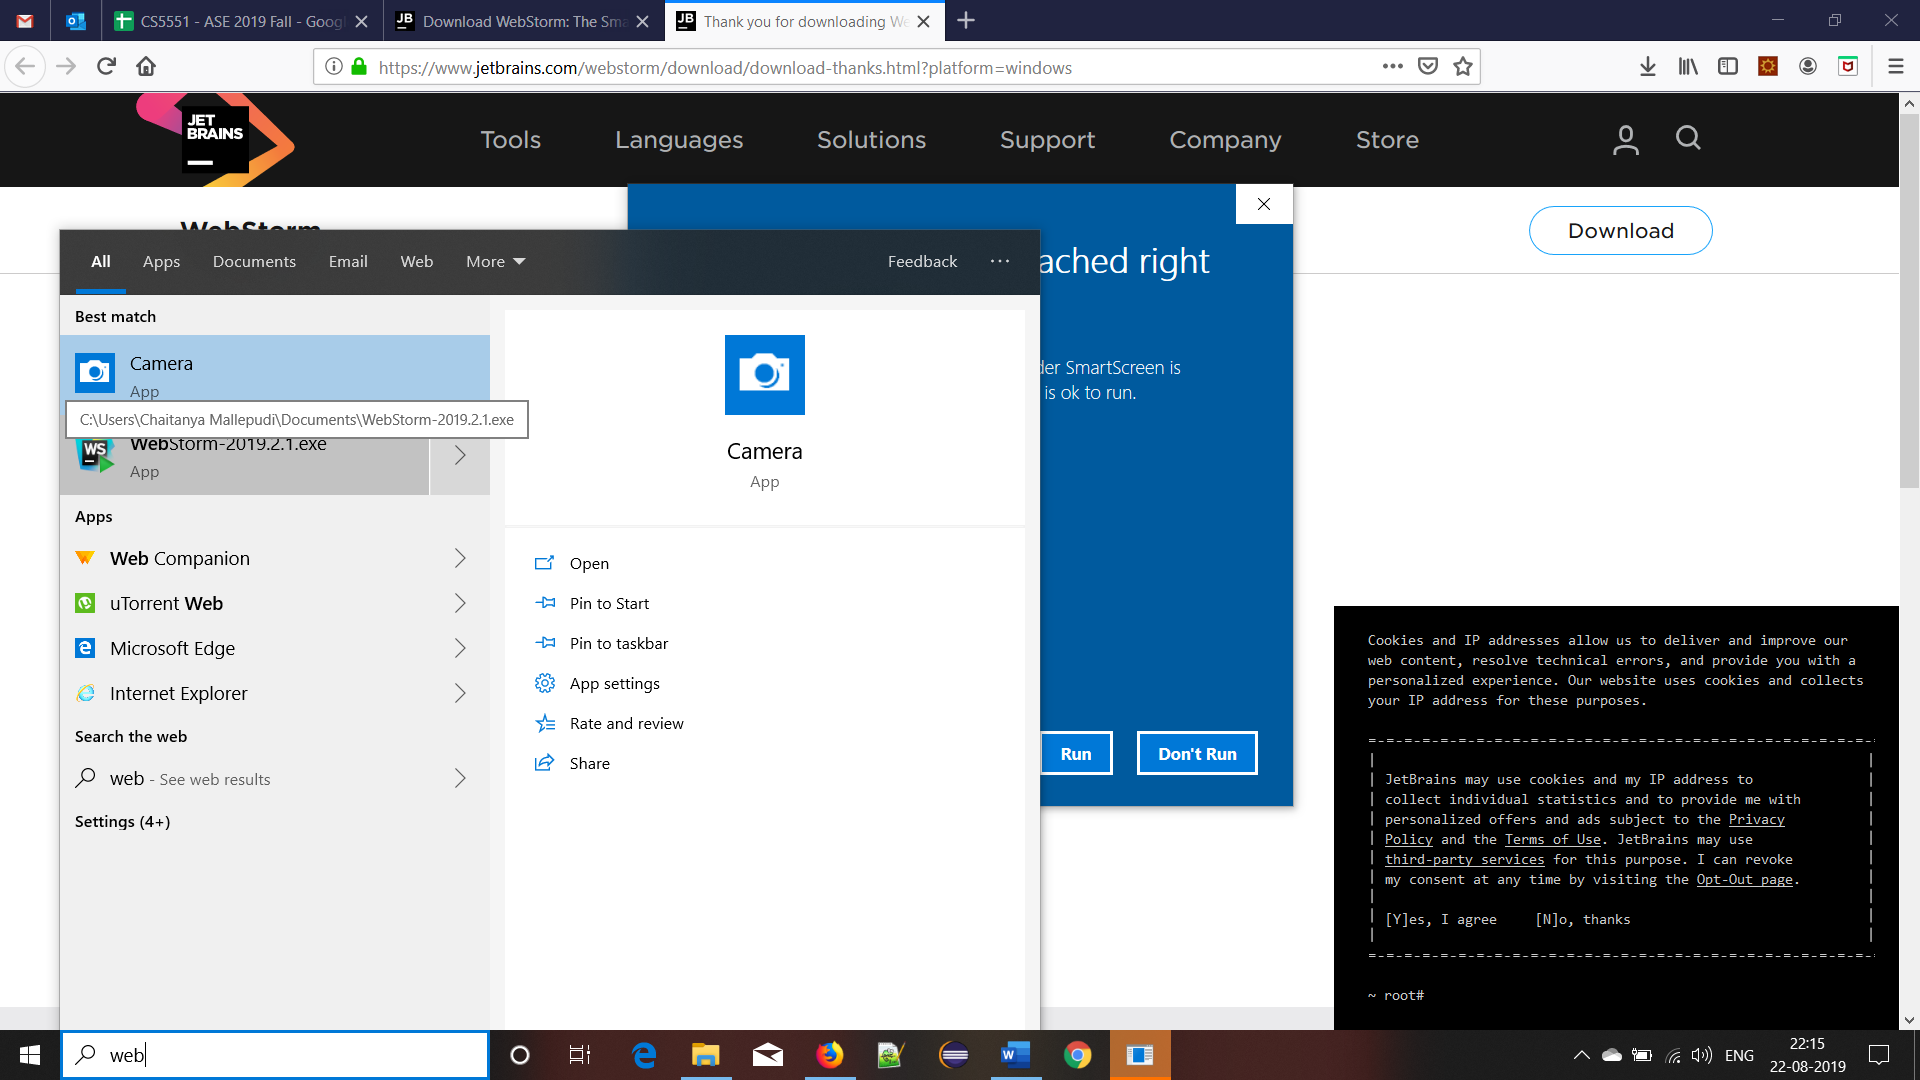 CS5551 - ASE 2019 Fall - Goog
Download WebStorm: The Sma
Thank you for downloading We
https://www.jetbrains.com/webstorm/download/download-thanks.html?platform=windows
JET
BRAINS
Tools
Languages
Solutions
Support
Company
Store
WebStorm
Download
ached right
der SmartScreen is
is ok to run.
Run
Don't Run
All
Apps
Documents
Email
Web
More
Feedback
Best match
Camera
App
C:\Users\Chaitanya Mallepudi\Documents\WebStorm-2019.2.1.exe
WS
WebStorm-2019.2.1.exe
App
Apps
Web Companion
uTorrent Web
Microsoft Edge
Internet Explorer
Search the web
web - See web results
Settings (4+)
Camera
App
Open
Pin to Start
Pin to taskbar
App settings
Rate and review
Share
Cookies and IP addresses allow us to deliver and improve our
web content, resolve technical errors, and provide you with a
personalized experience. Our website uses cookies and collects
your IP address for these purposes.
JetBrains may use cookies and my IP address to
collect individual statistics and to provide me with
personalized offers and ads subject to the Privacy
Policy and the Terms of Use. JetBrains may use
third-party services for this purpose. I can revoke
my consent at any time by visiting the Opt-Out page.
[Y]es, I agree [N]o, thanks
~ root#
web
ENG
22:15
22-08-2019